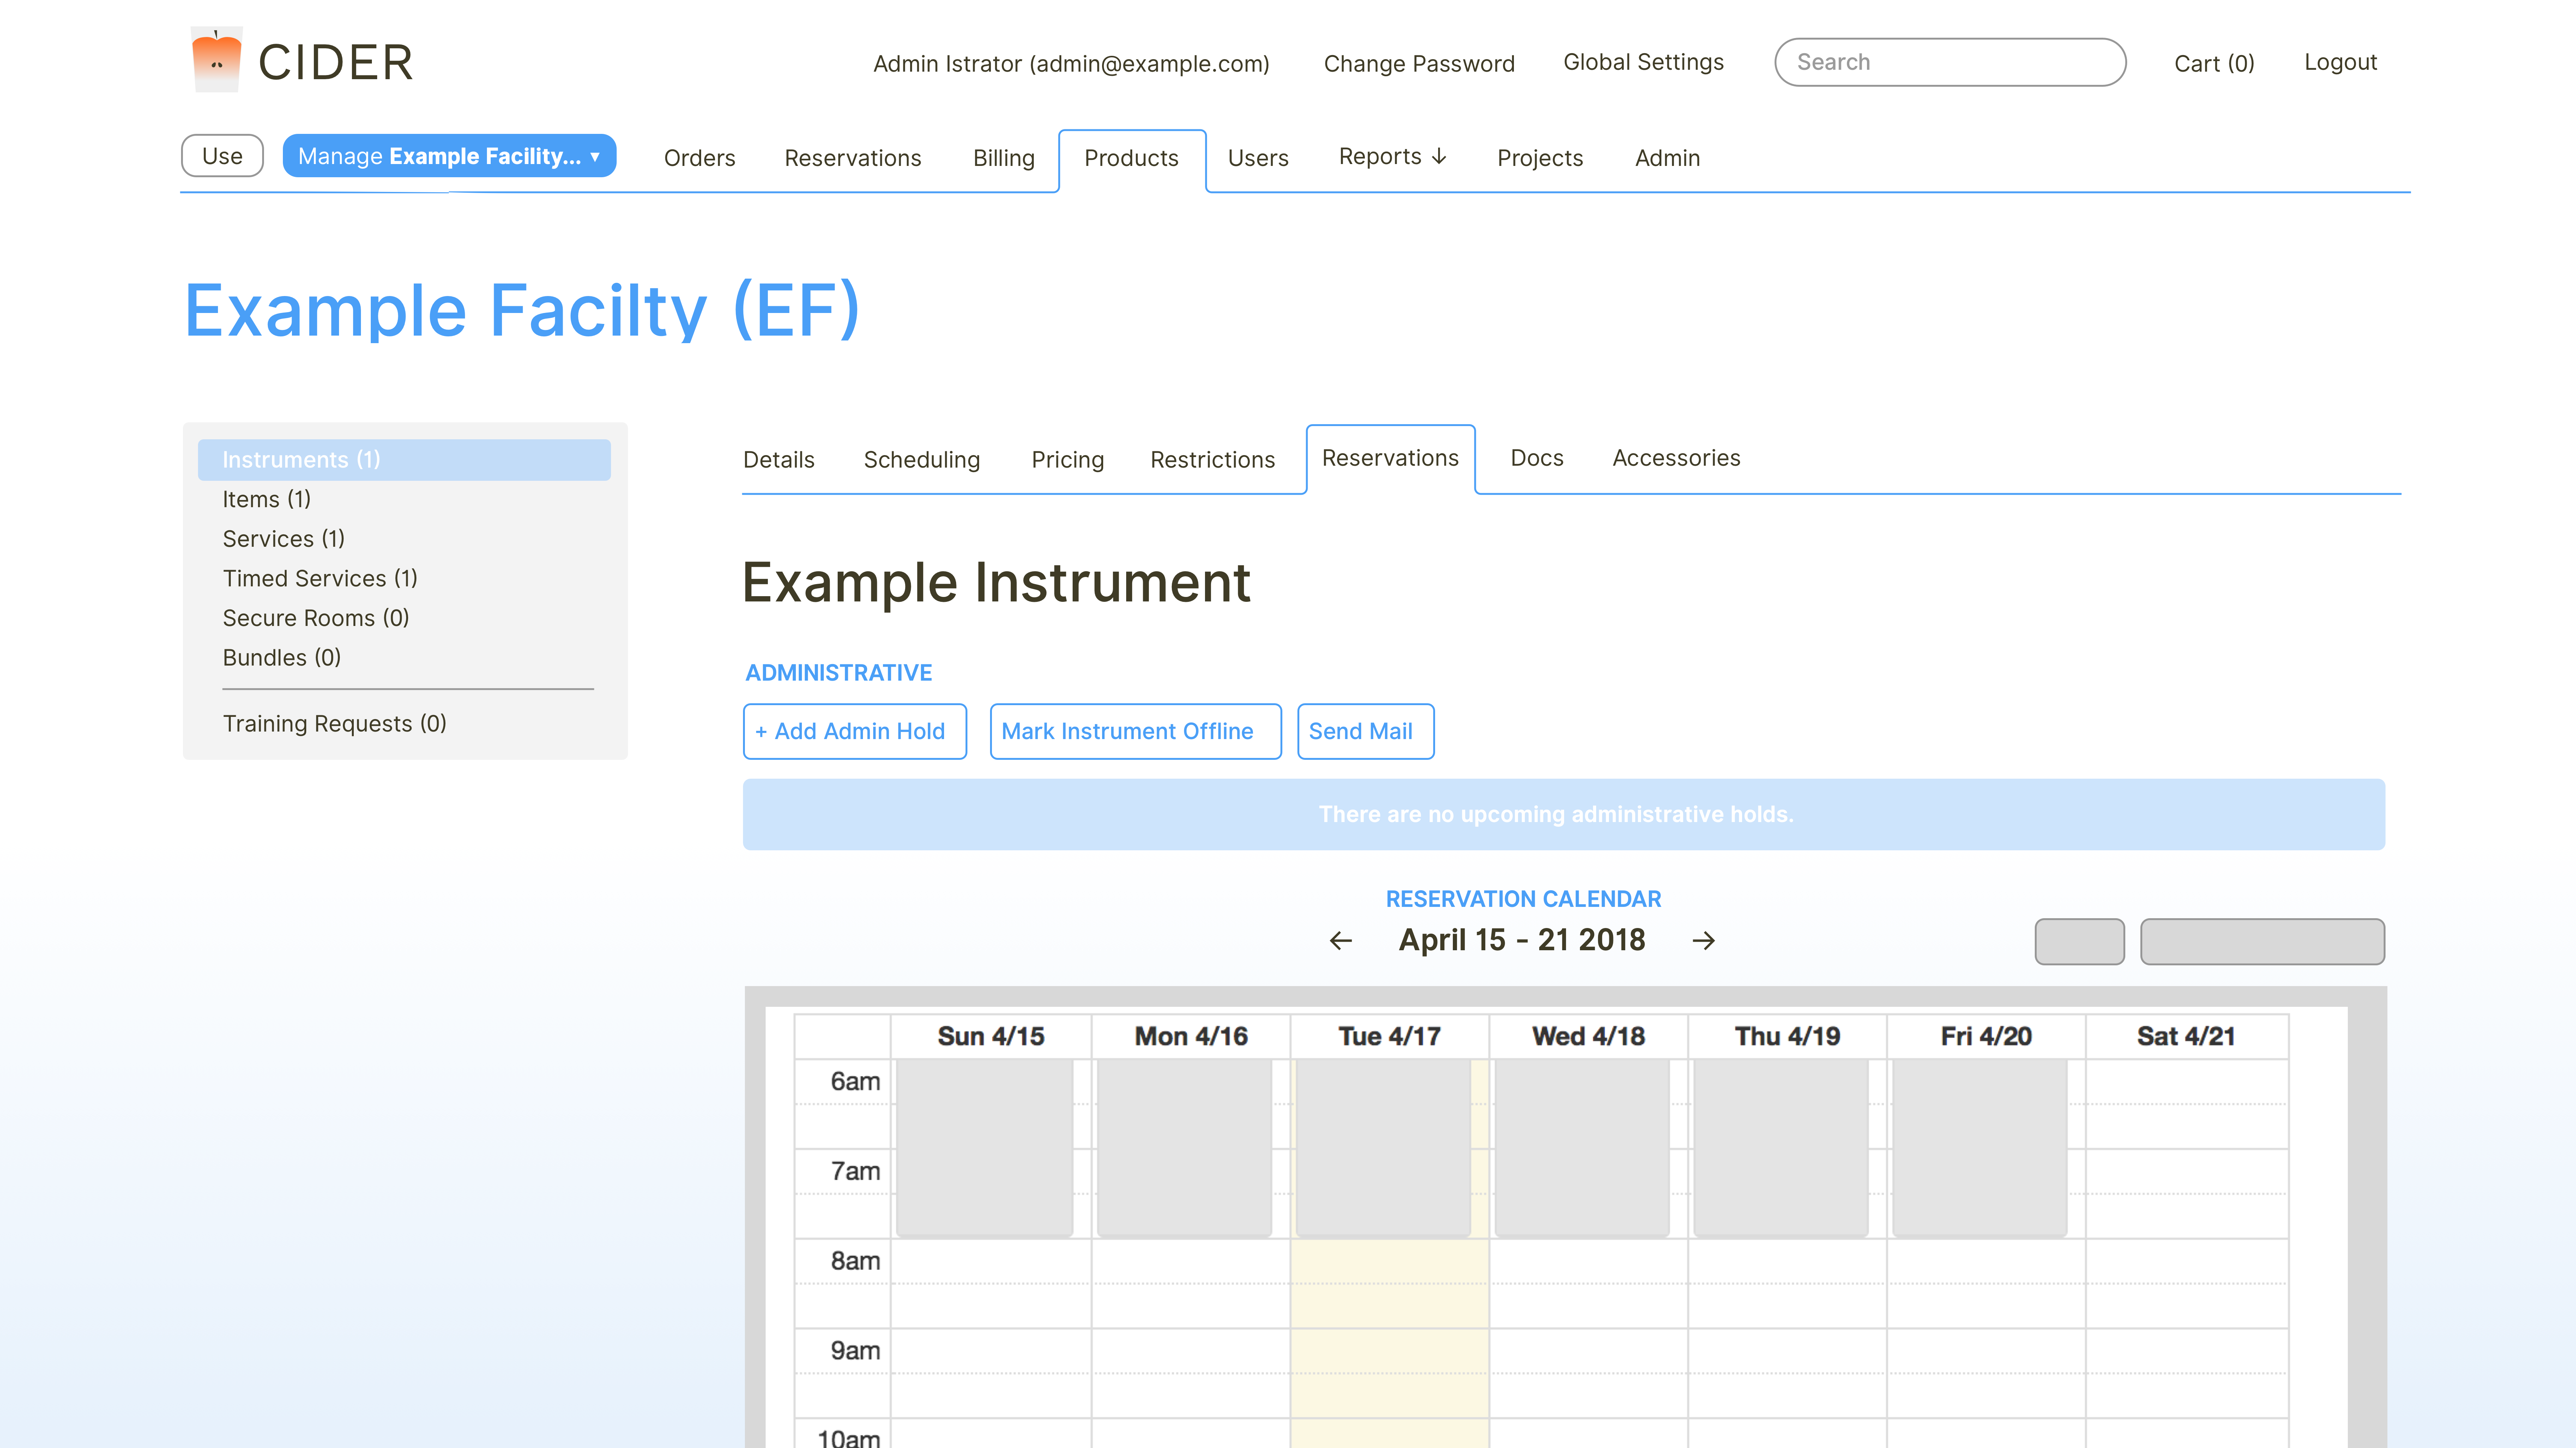 CIDER
Admin Istrator (admin@example.com) Change Password Global Settings Search Cart (0) Logout
Use Manage Example Facility... ▾ Orders Reservations Billing Products Users Reports ↓ Projects Admin
Example Facilty (EF)
Instruments (1)
Items (1)
Services (1)
Timed Services (1)
Secure Rooms (0)
Bundles (0)
Training Requests (0)
Details Scheduling Pricing Restrictions Reservations Docs Accessories
Example Instrument
ADMINISTRATIVE
+ Add Admin Hold Mark Instrument Offline Send Mail
There are no upcoming administrative holds.
RESERVATION CALENDAR
← April 15 - 21 2018 →
Sun 4/15 Mon 4/16 Tue 4/17 Wed 4/18 Thu 4/19 Fri 4/20 Sat 4/21
6am
7am
8am
9am
10am